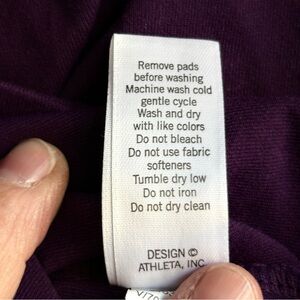 Remove pads
before washing
Machine wash cold
gentle cycle
Wash and dry
with like colors
Do not bleach
Do not use fabric
softeners
Tumble dry low
Do not iron
Do not dry clean
DESIGN ©
ATHLETA, INC.